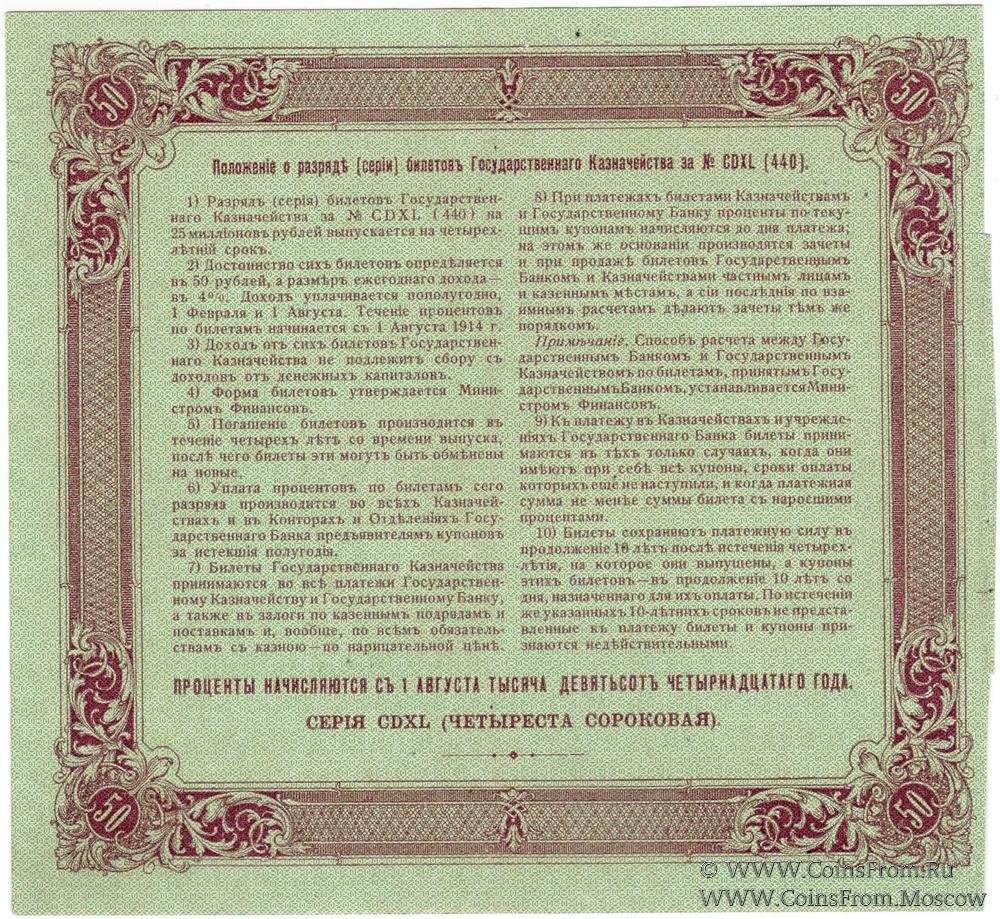 50
50
Положеніе о разрядѣ (серіи) билетовъ Государственнаго Казначейства за № CDXL (440).
1) Разрядъ (серія) билетовъ Государствен-
наго Казначейства за № CDXL (440) на
25 милліоновъ рублей выпускается на четырех-
лѣтній срокъ.
2) Достоинство сихъ билетовъ опредѣляется
въ 50 рублей, а размѣръ ежегоднаго дохода—
въ 4%. Доходъ уплачивается пополугодно,
1 Февраля и 1 Августа. Теченіе процентовъ
по билетамъ начинается съ 1 Августа 1914 г.
3) Доходъ отъ сихъ билетовъ Государствен-
наго Казначейства не подлежитъ сбору съ
доходовъ отъ денежныхъ капиталовъ.
4) Форма билетовъ утверждается Мини-
стромъ Финансовъ.
5) Погашеніе билетовъ производится въ
теченіе четырехъ лѣтъ со времени выпуска,
послѣ чего билеты эти могутъ быть обмѣнены
на новые.
6) Уплата процентовъ по билетамъ сего
разряда производится во всѣхъ Казначей-
ствахъ и въ Конторахъ и Отдѣленіяхъ Госу-
дарственнаго Банка предъявителямъ купоновъ
за истекшія полугодія.
7) Билеты Государственнаго Казначейства
принимаются во всѣ платежи Государствен-
ному Казначейству и Государственному Банку,
а также въ залоги по казеннымъ подрядамъ и
поставкамъ и, вообще, по всѣмъ обязатель-
ствамъ съ казною—по нарицательной цѣнѣ.
8) При платежахъ билетами Казначействамъ
и Государственному Банку проценты по теку-
щимъ купонамъ начисляются до дня платежа;
на этомъ же основаніи производятся зачеты
и при продажѣ билетовъ Государственнымъ
Банкомъ и Казначействами частнымъ лицамъ
и казеннымъ мѣстамъ, а сіи послѣднія по вза-
имнымъ расчетамъ дѣлаютъ зачеты тѣмъ же
порядкомъ.
Примѣчаніе. Способъ расчета между Госу-
дарственнымъ Банкомъ и Государственнымъ
Казначействомъ по билетамъ, принятымъ Госу-
дарственнымъ Банкомъ, устанавливается Мини-
стромъ Финансовъ.
9) Къ платежу въ Казначействахъ и учрежде-
ніяхъ Государственнаго Банка билеты прини-
маются въ тѣхъ только случаяхъ, когда они
имѣютъ при себѣ всѣ купоны, сроки оплаты
которыхъ еще не наступили, и когда платежная
сумма не менѣе суммы билета съ наросшими
процентами.
10) Билеты сохраняютъ платежную силу въ
продолженіе 10 лѣтъ послѣ истеченія четырех-
лѣтія, на которое они выпущены, а купоны
этихъ билетовъ—въ продолженіе 10 лѣтъ со
дня, назначеннаго для ихъ оплаты. По истеченіи
же указанныхъ 10-лѣтнихъ сроковъ не предста-
вленные къ платежу билеты и купоны при-
знаются недѣйствительными.
ПРОЦЕНТЫ НАЧИСЛЯЮТСЯ СЪ 1 АВГУСТА ТЫСЯЧА ДЕВЯТЬСОТЪ ЧЕТЫРНАДЦАТАГО ГОДА.
СЕРІЯ CDXL (ЧЕТЫРЕСТА СОРОКОВАЯ).
50
50
© WWW.CoinsFrom.Ru
WWW.CoinsFrom.Moscow